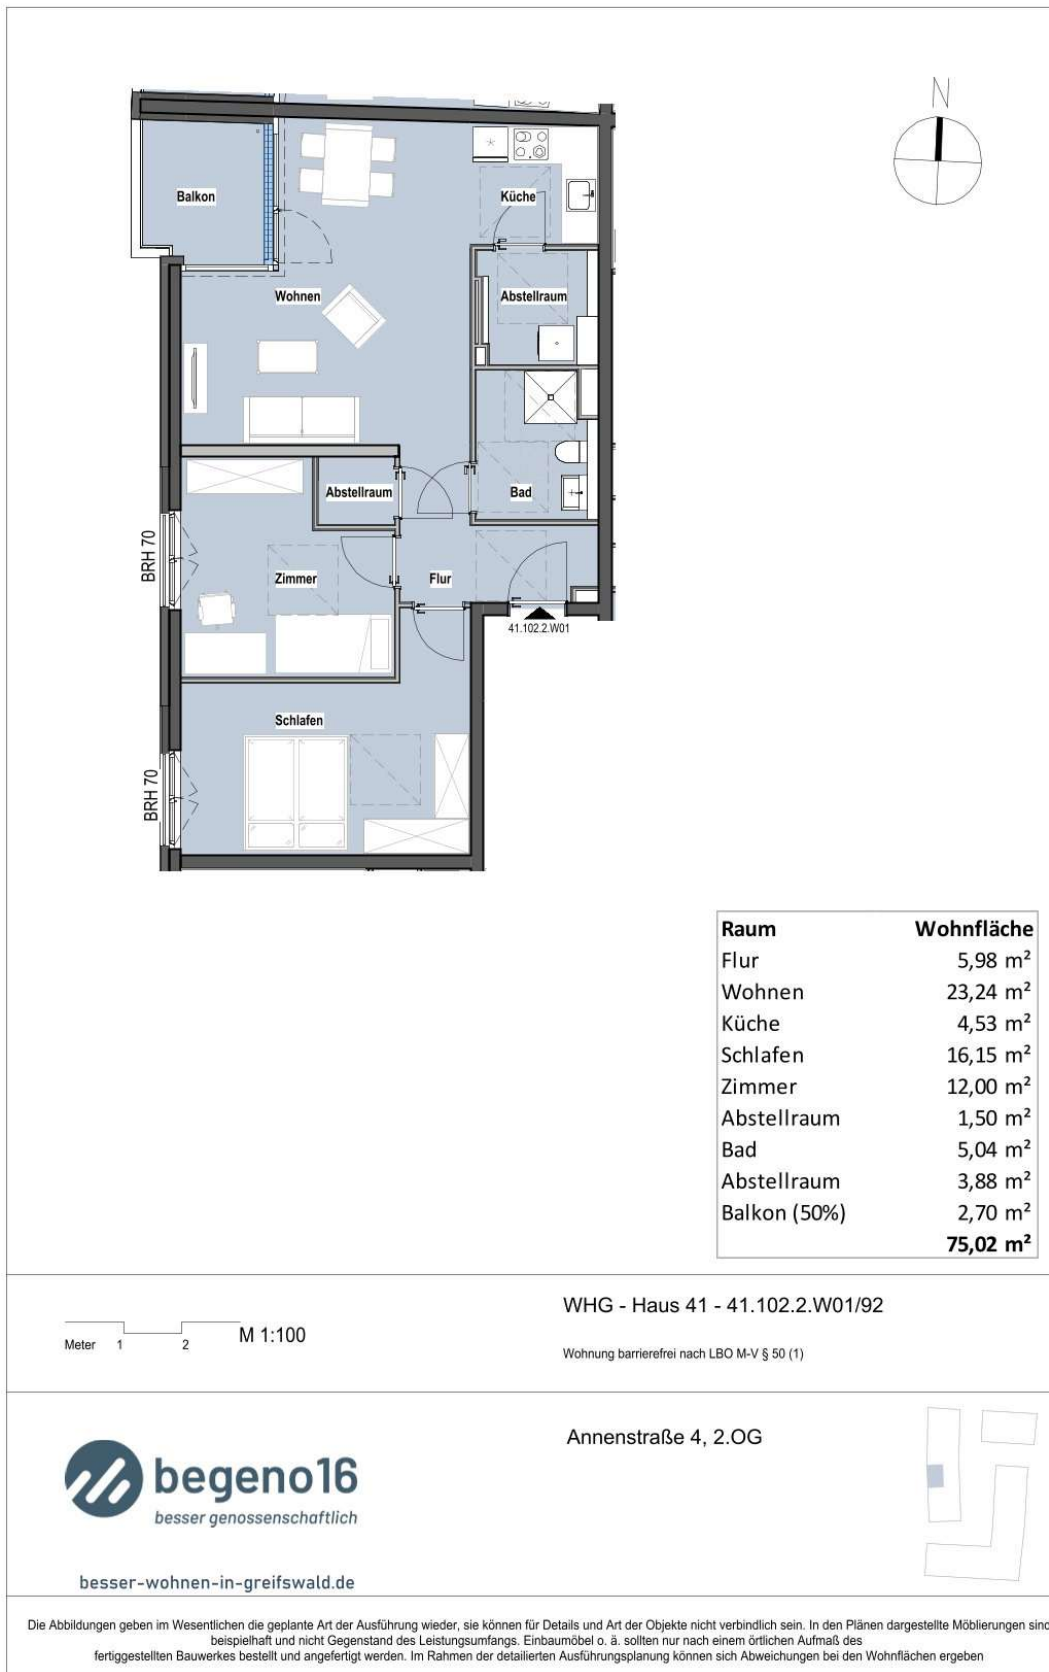 N
Balkon
Küche
Wohnen
Abstellraum
Abstellraum
Bad
BRH 70
Zimmer
Flur
41.102.2.W01
Schlafen
BRH 70
Raum Wohnfläche
Flur 5,98 m²
Wohnen 23,24 m²
Küche 4,53 m²
Schlafen 16,15 m²
Zimmer 12,00 m²
Abstellraum 1,50 m²
Bad 5,04 m²
Abstellraum 3,88 m²
Balkon (50%) 2,70 m²
75,02 m²
WHG - Haus 41 - 41.102.2.W01/92
Meter 1 2 M 1:100
Wohnung barrierefrei nach LBO M-V § 50 (1)
Annenstraße 4, 2.OG
begeno16
besser genossenschaftlich
besser-wohnen-in-greifswald.de
Die Abbildungen geben im Wesentlichen die geplante Art der Ausführung wieder, sie können für Details und Art der Objekte nicht verbindlich sein. In den Plänen dargestellte Möblierungen sind
beispielhaft und nicht Gegenstand des Leistungsumfangs. Einbaumöbel o. ä. sollten nur nach einem örtlichen Aufmaß des
fertiggestellten Bauwerkes bestellt und angefertigt werden. Im Rahmen der detailierten Ausführungsplanung können sich Abweichungen bei den Wohnflächen ergeben